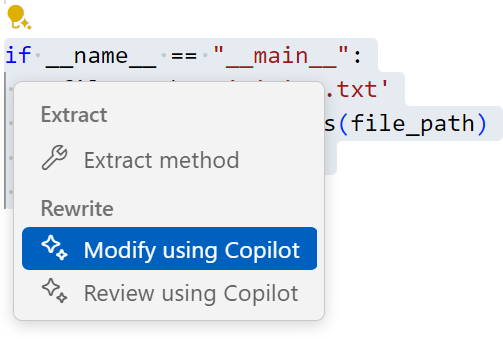 if __name__ == "__main__":
.txt'
s(file_path)
Extract
Extract method
Rewrite
Modify using Copilot
Review using Copilot